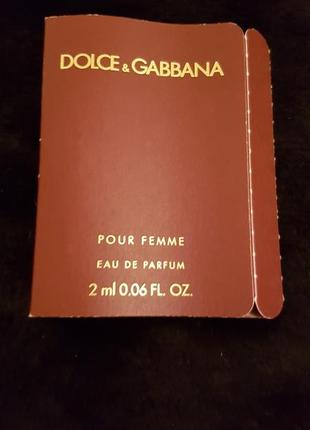 DOLCE & GABBANA
POUR FEMME
EAU DE PARFUM
2 ml 0.06 FL. OZ.